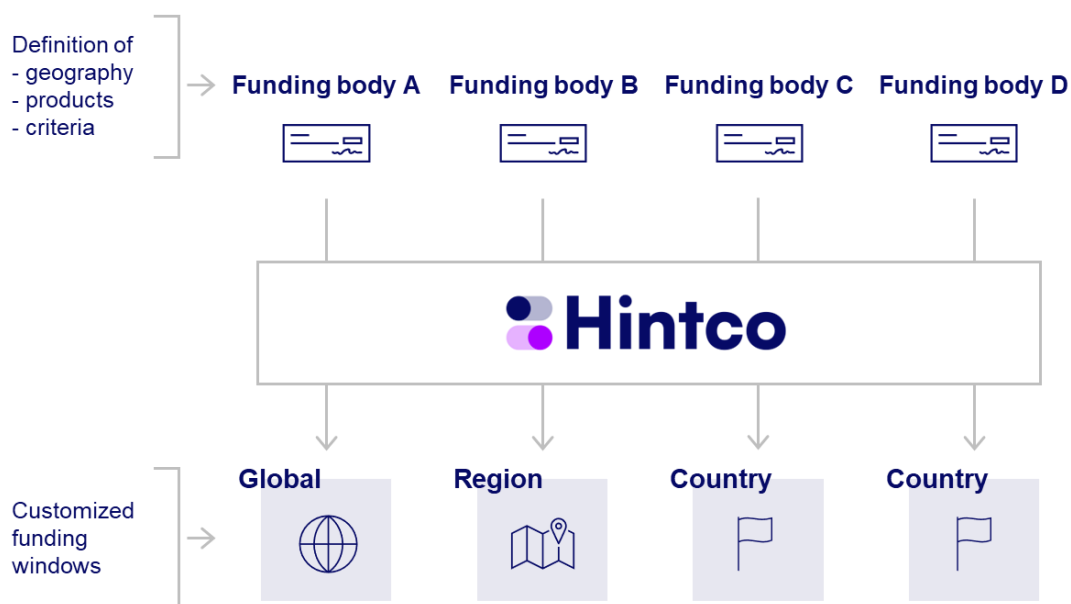 Definition of
- geography
- products
- criteria
Funding body A
Funding body B
Funding body C
Funding body D
Hintco
Global
Region
Country
Country
Customized
funding
windows